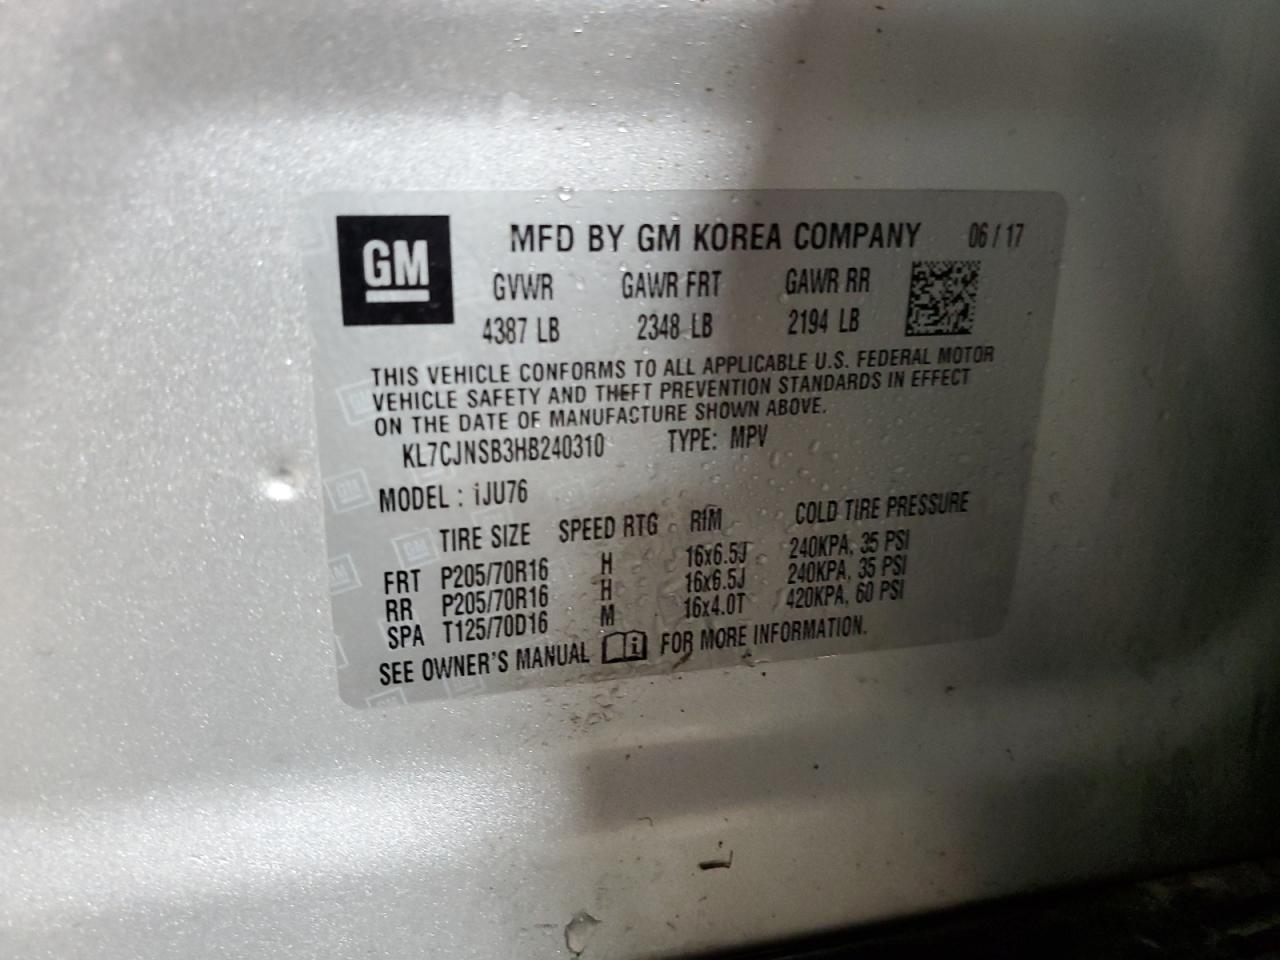 GM
MFD BY GM KOREA COMPANY 06/17
GVWR GAWR FRT GAWR RR
4387 LB 2348 LB 2194 LB
THIS VEHICLE CONFORMS TO ALL APPLICABLE U.S. FEDERAL MOTOR
VEHICLE SAFETY AND THEFT PREVENTION STANDARDS IN EFFECT
ON THE DATE OF MANUFACTURE SHOWN ABOVE.
KL7CJNSB3HB240310 TYPE: MPV
MODEL : iJU76
TIRE SIZE SPEED RTG RIM COLD TIRE PRESSURE
FRT P205/70R16 H 16x6.5J 240KPA, 35 PSI
RR P205/70R16 H 16x6.5J 240KPA, 35 PSI
SPA T125/70D16 M 16x4.0T 420KPA, 60 PSI
SEE OWNER'S MANUAL FOR MORE INFORMATION.